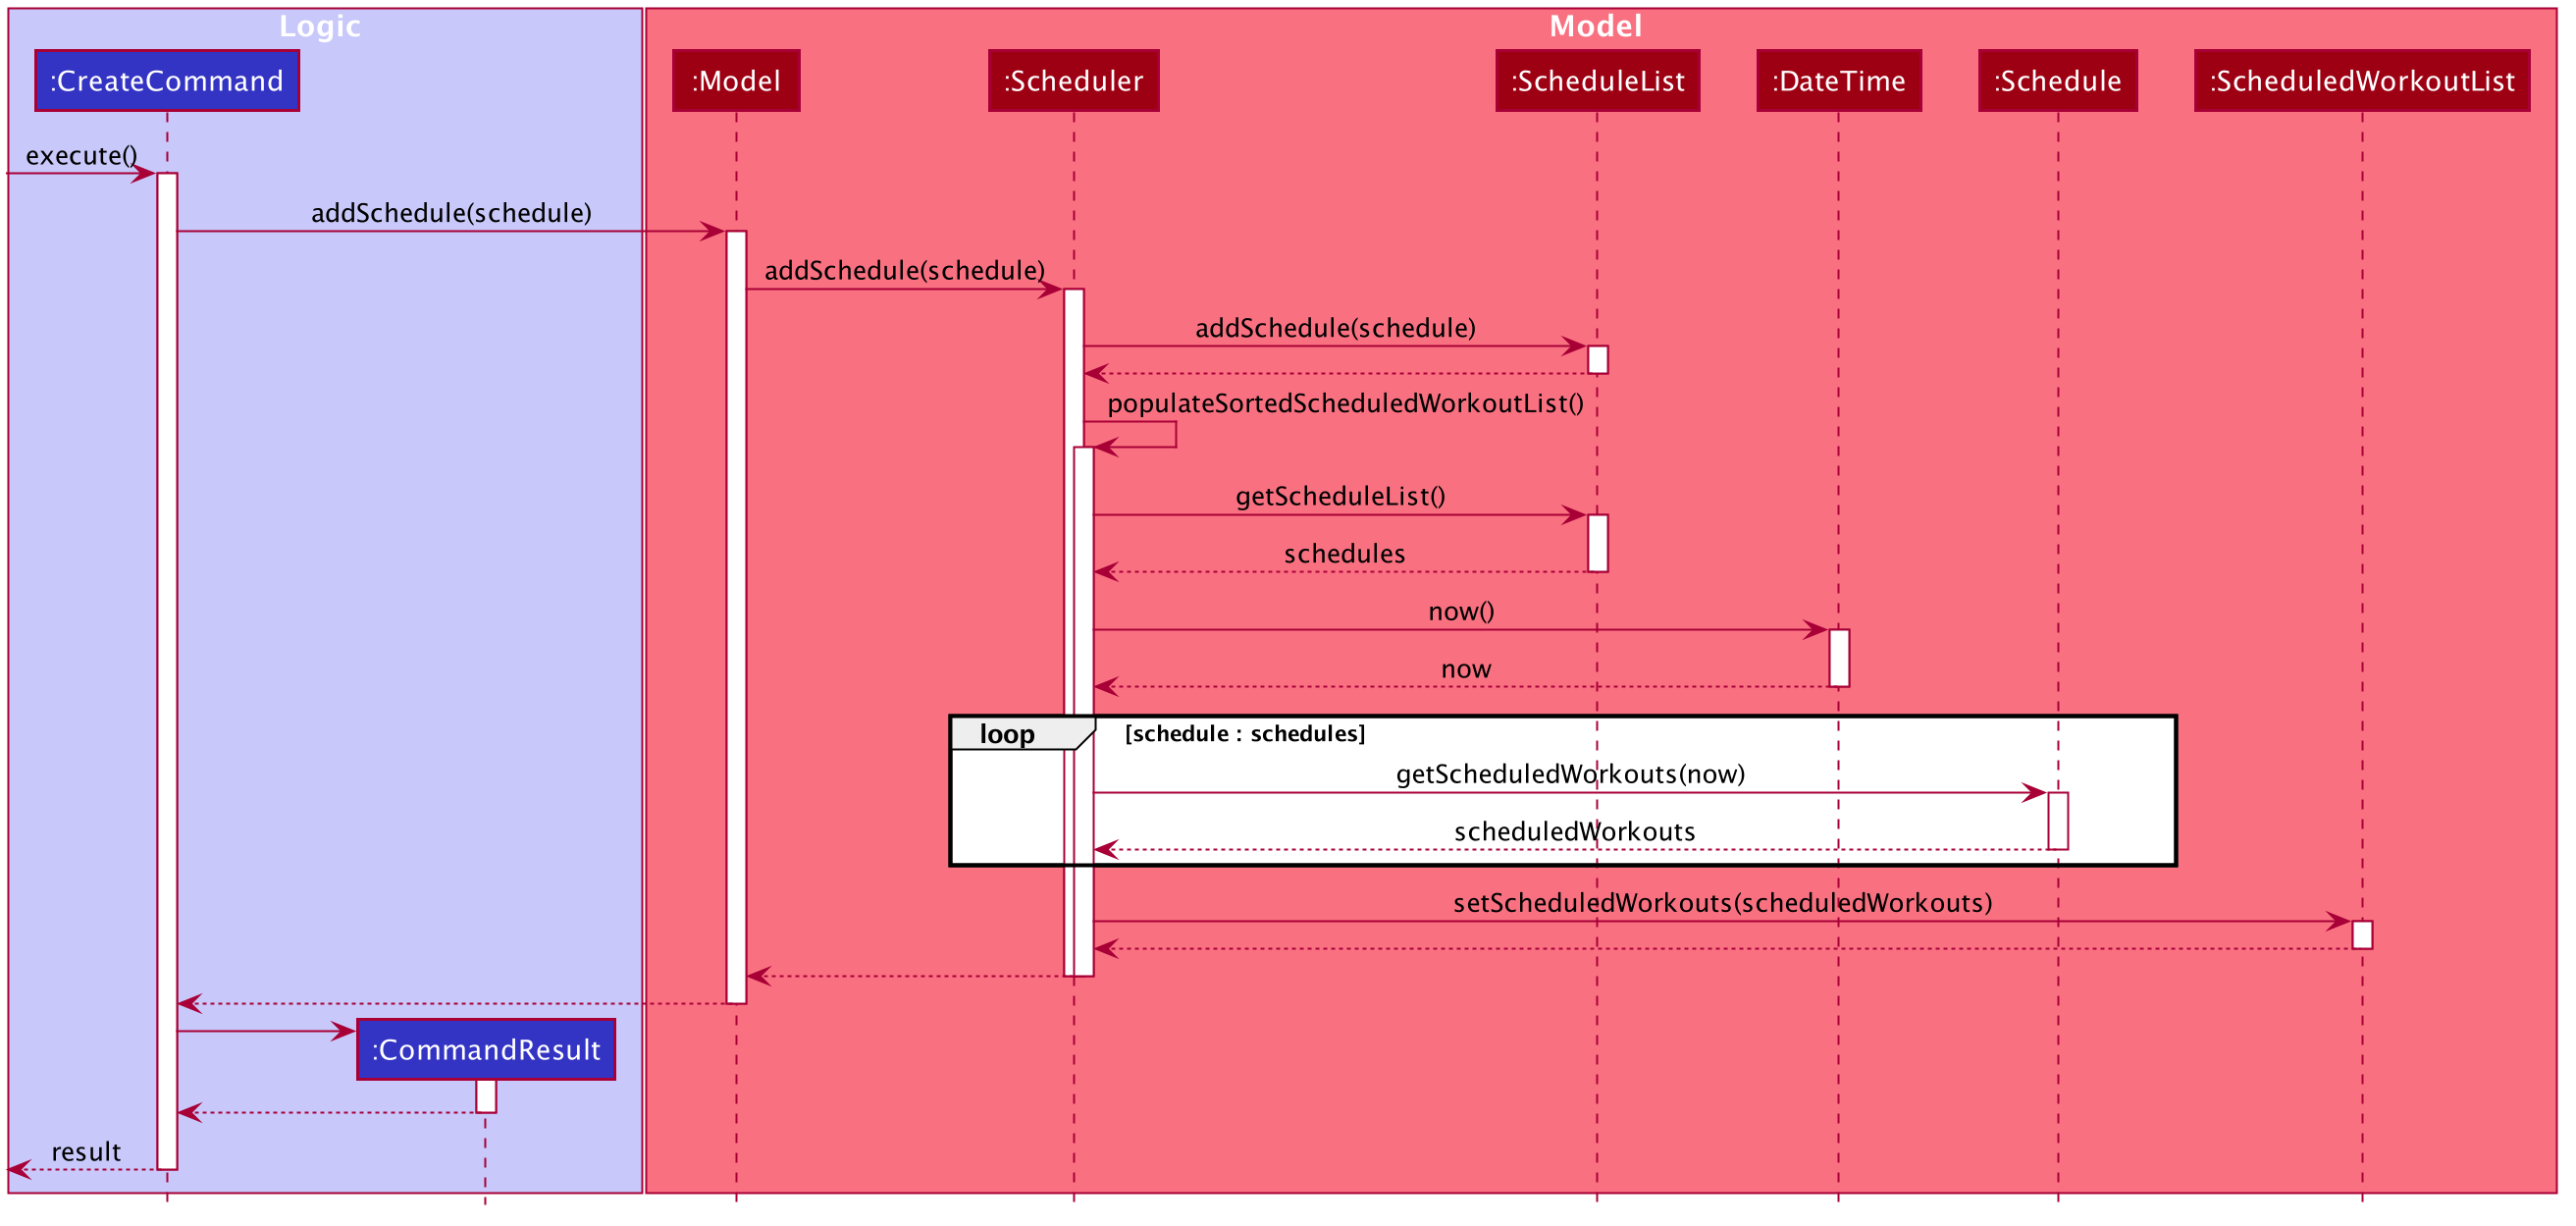 Logic
Model
:CreateCommand
:Model
:Scheduler
:ScheduleList
:DateTime
:Schedule
:ScheduledWorkoutList
execute()
addSchedule(schedule)
addSchedule(schedule)
addSchedule(schedule)
populateSortedScheduledWorkoutList()
getScheduleList()
schedules
now()
now
loop
[schedule : schedules]
getScheduledWorkouts(now)
scheduledWorkouts
setScheduledWorkouts(scheduledWorkouts)
:CommandResult
result